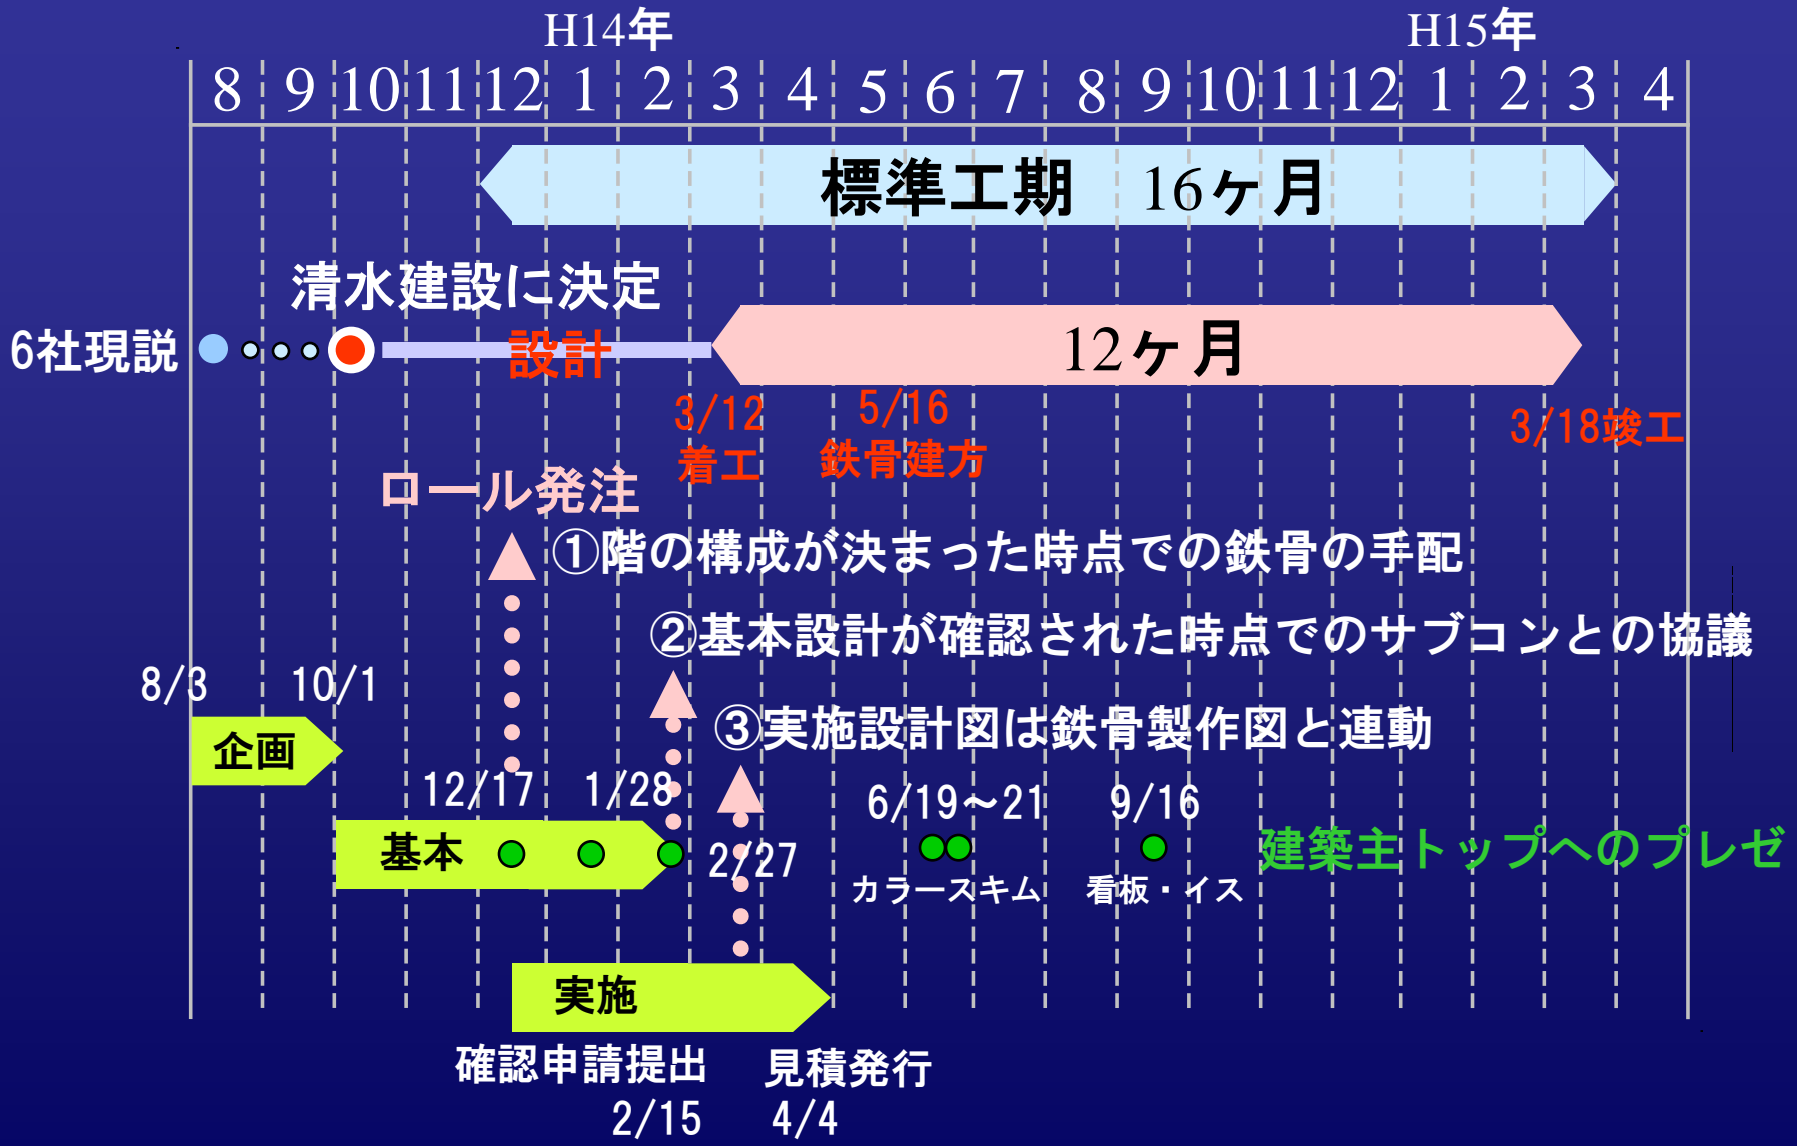 H14年 H15年
8 9 10 11 12 1 2 3 4 5 6 7 8 9 10 11 12 1 2 3 4
標準工期 16ヶ月
清水建設に決定
6社現説
設計
12ヶ月
3/12
着工
5/16
鉄骨建方
3/18竣工
ロール発注
①階の構成が決まった時点での鉄骨の手配
②基本設計が確認された時点でのサブコンとの協議
8/3 10/1
③実施設計図は鉄骨製作図と連動
企画
12/17 1/28
6/19～21 9/16
基本
2/27
建築主トップへのプレゼ
カラースキム 看板・イス
実施
確認申請提出
2/15
見積発行
4/4